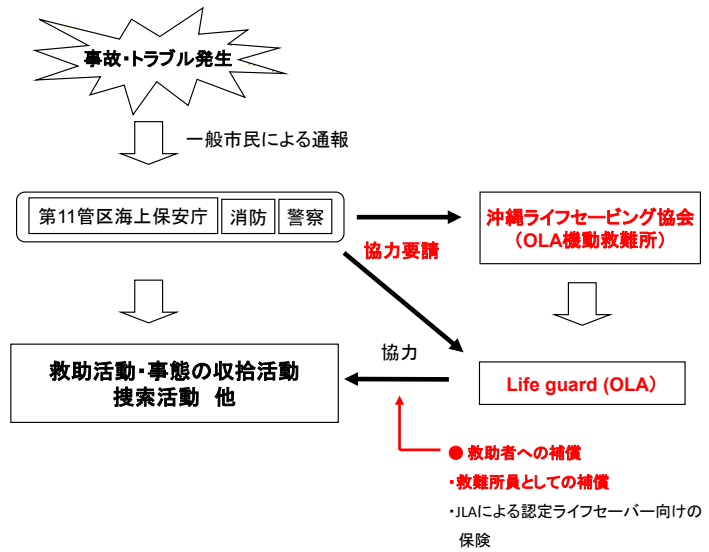 事故・トラブル発生
一般市民による通報
第11管区海上保安庁 消防 警察
協力要請
沖縄ライフセービング協会
（OLA機動救難所）
協力
救助活動・事態の収拾活動
捜索活動　他
Life guard (OLA）
● 救助者への補償
・救難所員としての補償
・JLAによる認定ライフセーバー向けの
保険